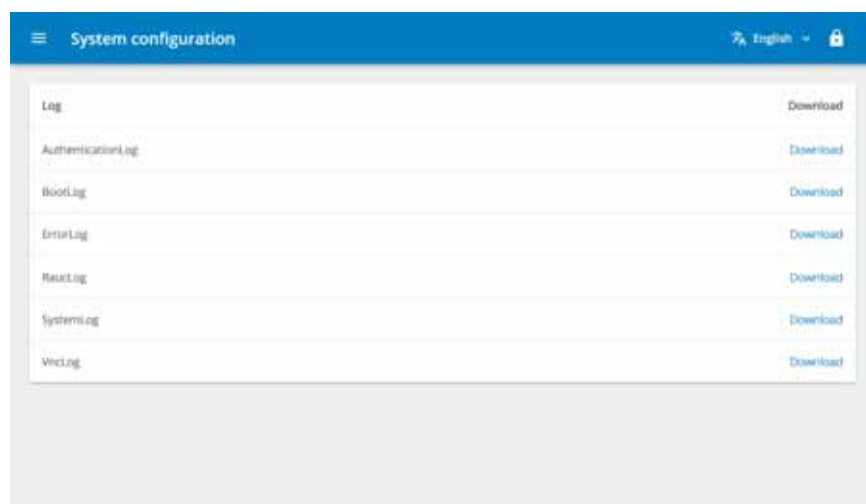 System configuration English
Log Download
AuthenticationLog Download
BootLog Download
ErrorLog Download
RaucLog Download
SystemLog Download
VncLog Download